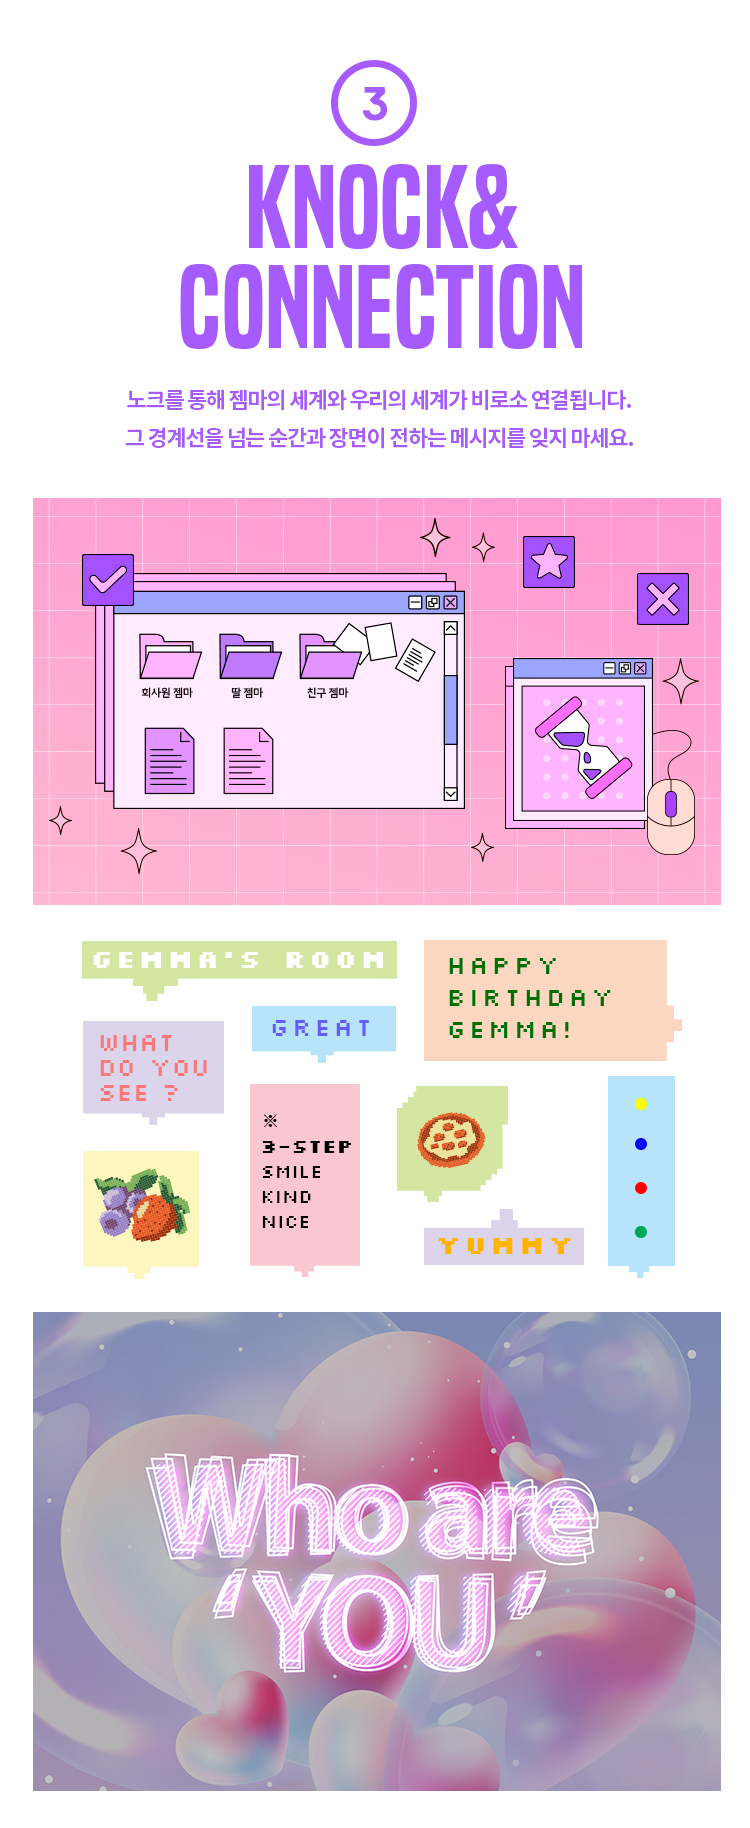 3
KNOCK&
CONNECTION
노크를 통해 젬마의 세계와 우리의 세계가 비로소 연결됩니다.
그 경계선을 넘는 순간과 장면이 전하는 메시지를 잊지 마세요.
회사원 젬마
딸 젬마
친구 젬마
GEMMA'S ROOM
HAPPY
BIRTHDAY
GEMMA!
GREAT
WHAT
DO YOU
SEE ?
※
3-STEP
SMILE
KIND
NICE
YUMMY
Who are
'YOU'